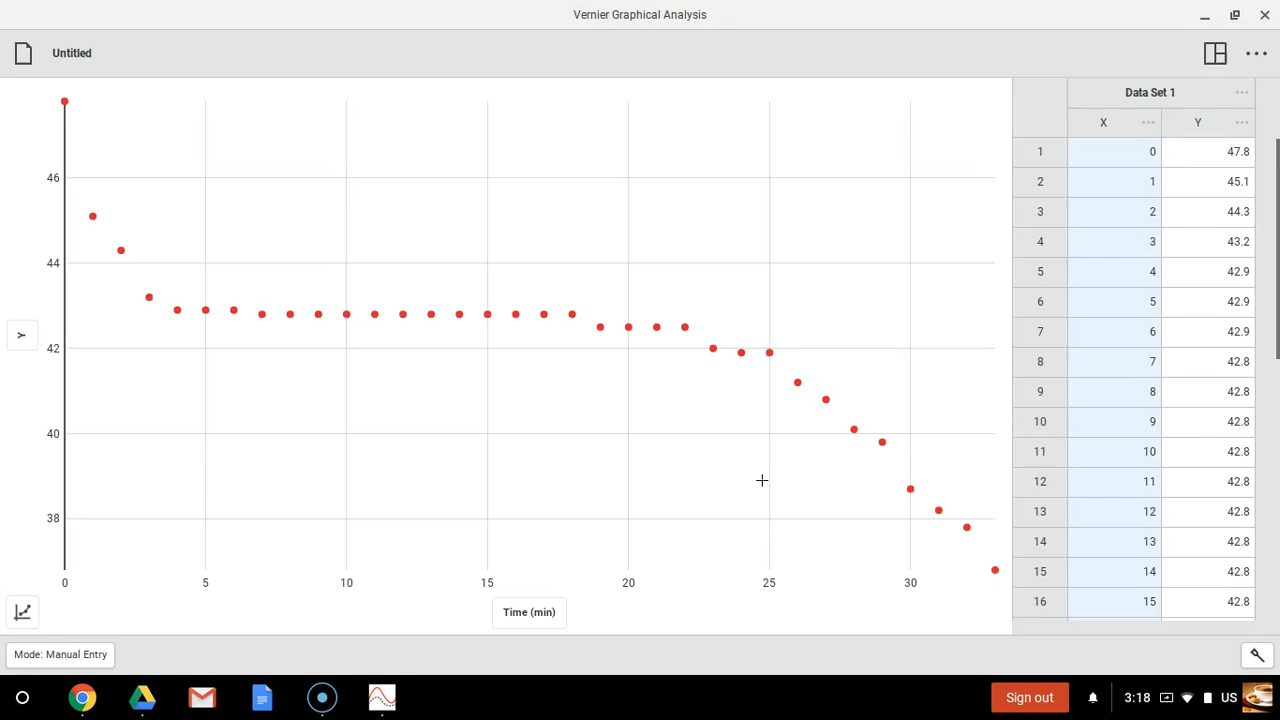 Vernier Graphical Analysis
Untitled
46
44
42
40
38
Y
0 5 10 15 20 25 30
Time (min)
Data Set 1
X Y
1 0 47.8
2 1 45.1
3 2 44.3
4 3 43.2
5 4 42.9
6 5 42.9
7 6 42.9
8 7 42.8
9 8 42.8
10 9 42.8
11 10 42.8
12 11 42.8
13 12 42.8
14 13 42.8
15 14 42.8
16 15 42.8
Mode: Manual Entry
Sign out 3:18 US